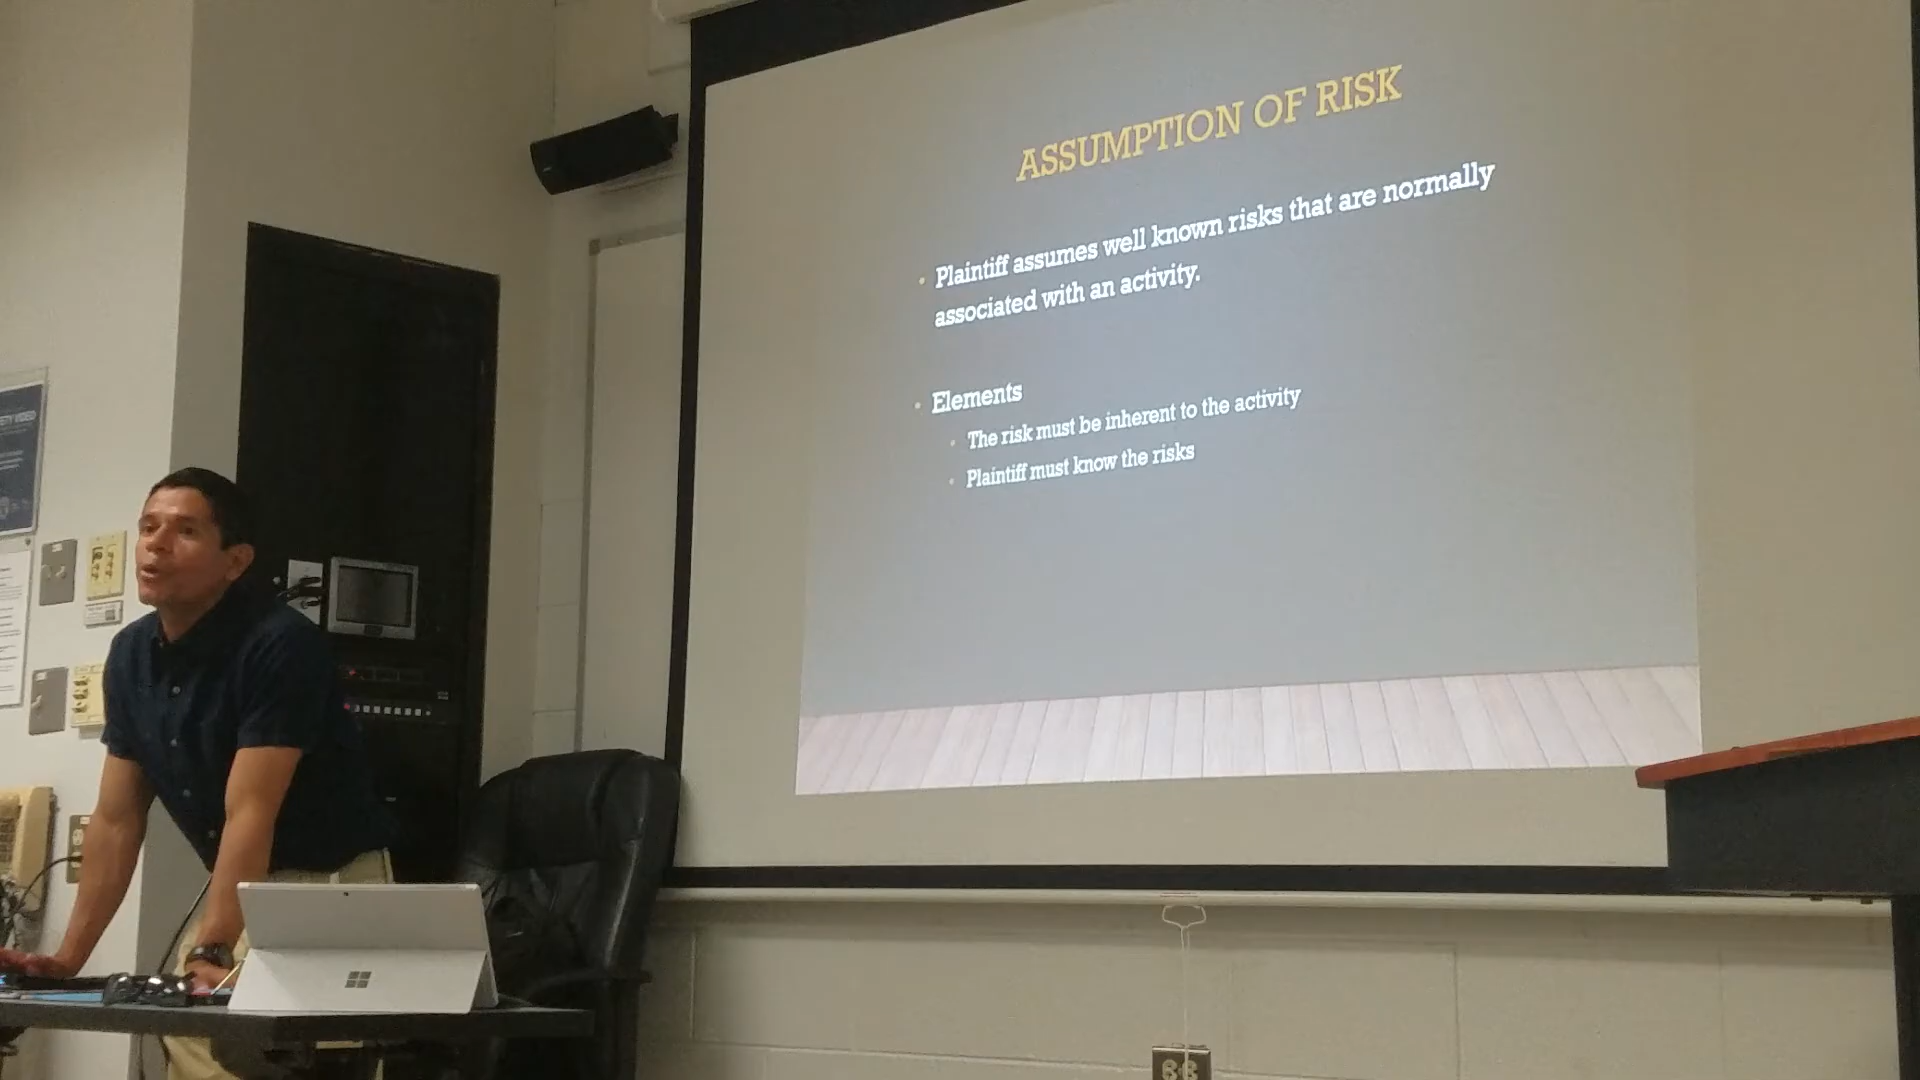 ASSUMPTION OF RISK
Plaintiff assumes well known risks that are normally
associated with an activity.
Elements
The risk must be inherent to the activity
Plaintiff must know the risks